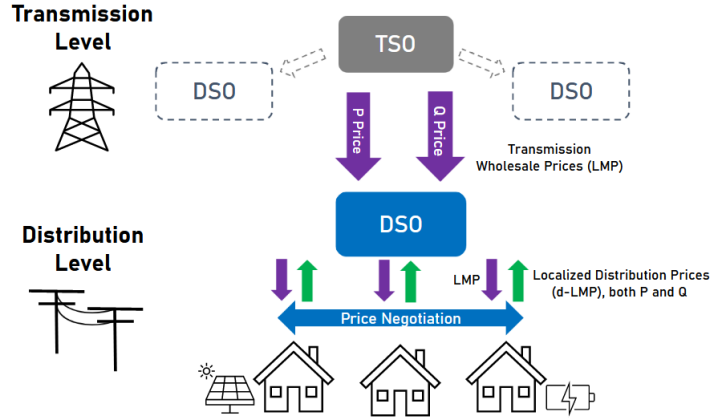 Transmission
Level
TSO
DSO
DSO
P Price
Q Price
Transmission
Wholesale Prices (LMP)
DSO
Distribution
Level
LMP
Localized Distribution Prices
(d-LMP), both P and Q
Price Negotiation